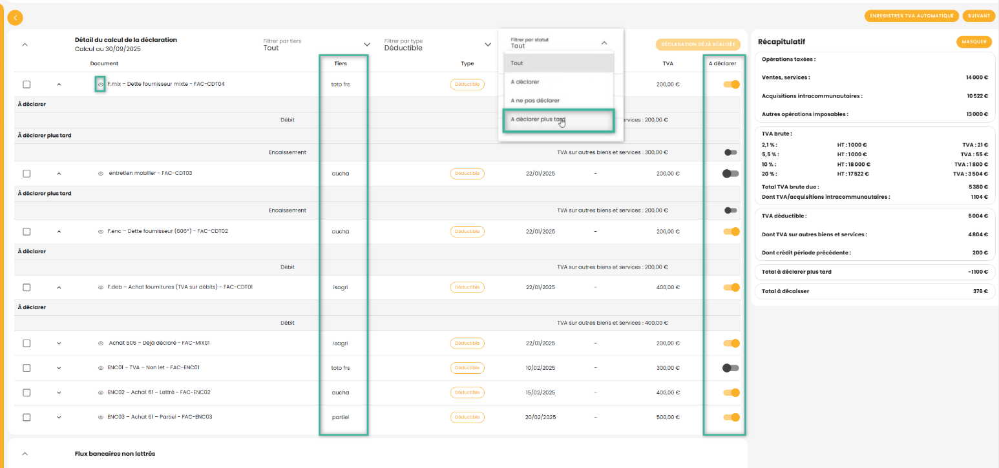 ENREGISTRER TVA AUTOMATIQUE SUIVANT
Détail du calcul de la déclaration
Calcul au 30/09/2025
Filtrer par tiers
Tout
Filtrer par type
Déductible
Filtrer par statut
Tout
DÉCLARATION DÉJÀ RÉALISÉE
Document Tiers Type TVA A déclarer
Tout
A déclarer
A ne pas déclarer
A déclarer plus tard
F.mix – Dette fournisseur mixte - FAC-CDT04 toto frs Déductible 200,00 €
À déclarer
Débit rvices : 200,00 €
À déclarer plus tard
Encaissement TVA sur autres biens et services : 300,00 €
entretien mobilier - FAC-CDT03 aucha Déductible 22/01/2025 - 200,00 €
À déclarer plus tard
Encaissement TVA sur autres biens et services : 200,00 €
F.enc – Dette fournisseur (606*) - FAC-CDT02 aucha Déductible 22/01/2025 - 200,00 €
À déclarer
Débit TVA sur autres biens et services : 200,00 €
F.deb – Achat fournitures (TVA sur débits) - FAC-CDT01 isagri Déductible 22/01/2025 - 400,00 €
À déclarer
Débit TVA sur autres biens et services : 400,00 €
Achat 606 – Déjà déclaré - FAC-MIX01 isagri Déductible 22/01/2025 - 200,00 €
ENC01 – TVA – Non let - FAC-ENC01 toto frs Déductible 10/02/2025 - 300,00 €
ENC02 – Achat 61 – Lettré - FAC-ENC02 aucha Déductible 15/02/2025 - 400,00 €
ENC03 – Achat 61 – Partiel - FAC-ENC03 partiel Déductible 20/02/2025 - 500,00 €
Flux bancaires non lettrés
Récapitulatif MASQUER
Opérations taxées :
Ventes, services : 14 000 €
Acquisitions intracommunautaires : 10 522 €
Autres opérations imposables : 13 000 €
TVA brute :
2,1 % : HT : 1 000 € TVA : 21 €
5,5 % : HT : 1 000 € TVA : 55 €
10 % : HT : 18 000 € TVA : 1 800 €
20 % : HT : 17 522 € TVA : 3 504 €
Total TVA brute due : 5 380 €
Dont TVA/acquisitions intracommunautaires : 1 104 €
TVA déductible : 5 004 €
Dont TVA sur autres biens et services : 4 804 €
Dont crédit période précédente : 200 €
Total à déclarer plus tard -1 100 €
Total à décaisser 376 €